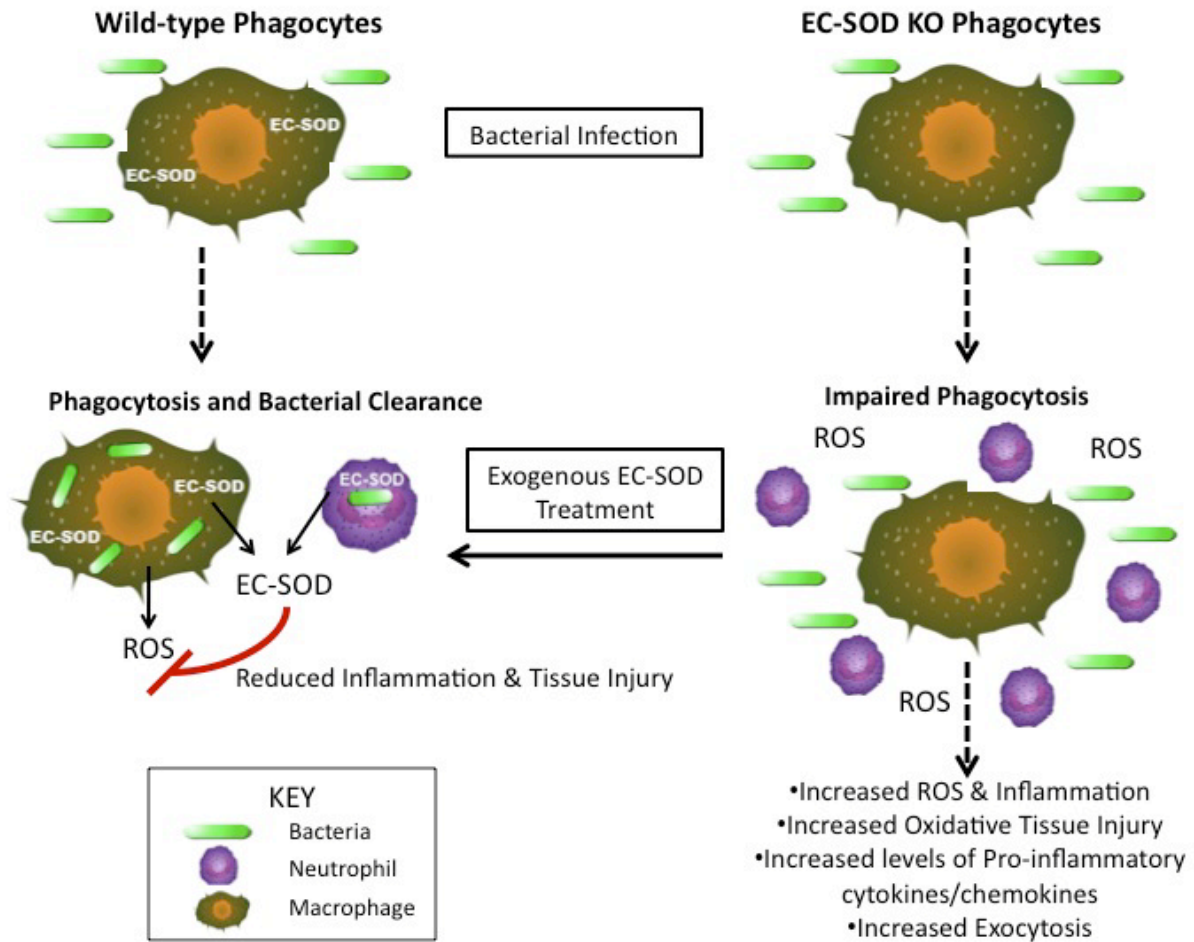 Wild-type Phagocytes
EC-SOD KO Phagocytes
EC-SOD
EC-SOD
Bacterial Infection
Phagocytosis and Bacterial Clearance
Impaired Phagocytosis
EC-SOD
EC-SOD
EC-SOD
EC-SOD
ROS
Reduced Inflammation & Tissue Injury
Exogenous EC-SOD
Treatment
ROS
ROS
ROS
•Increased ROS & Inflammation
•Increased Oxidative Tissue Injury
•Increased levels of Pro-inflammatory
cytokines/chemokines
•Increased Exocytosis
KEY
Bacteria
Neutrophil
Macrophage